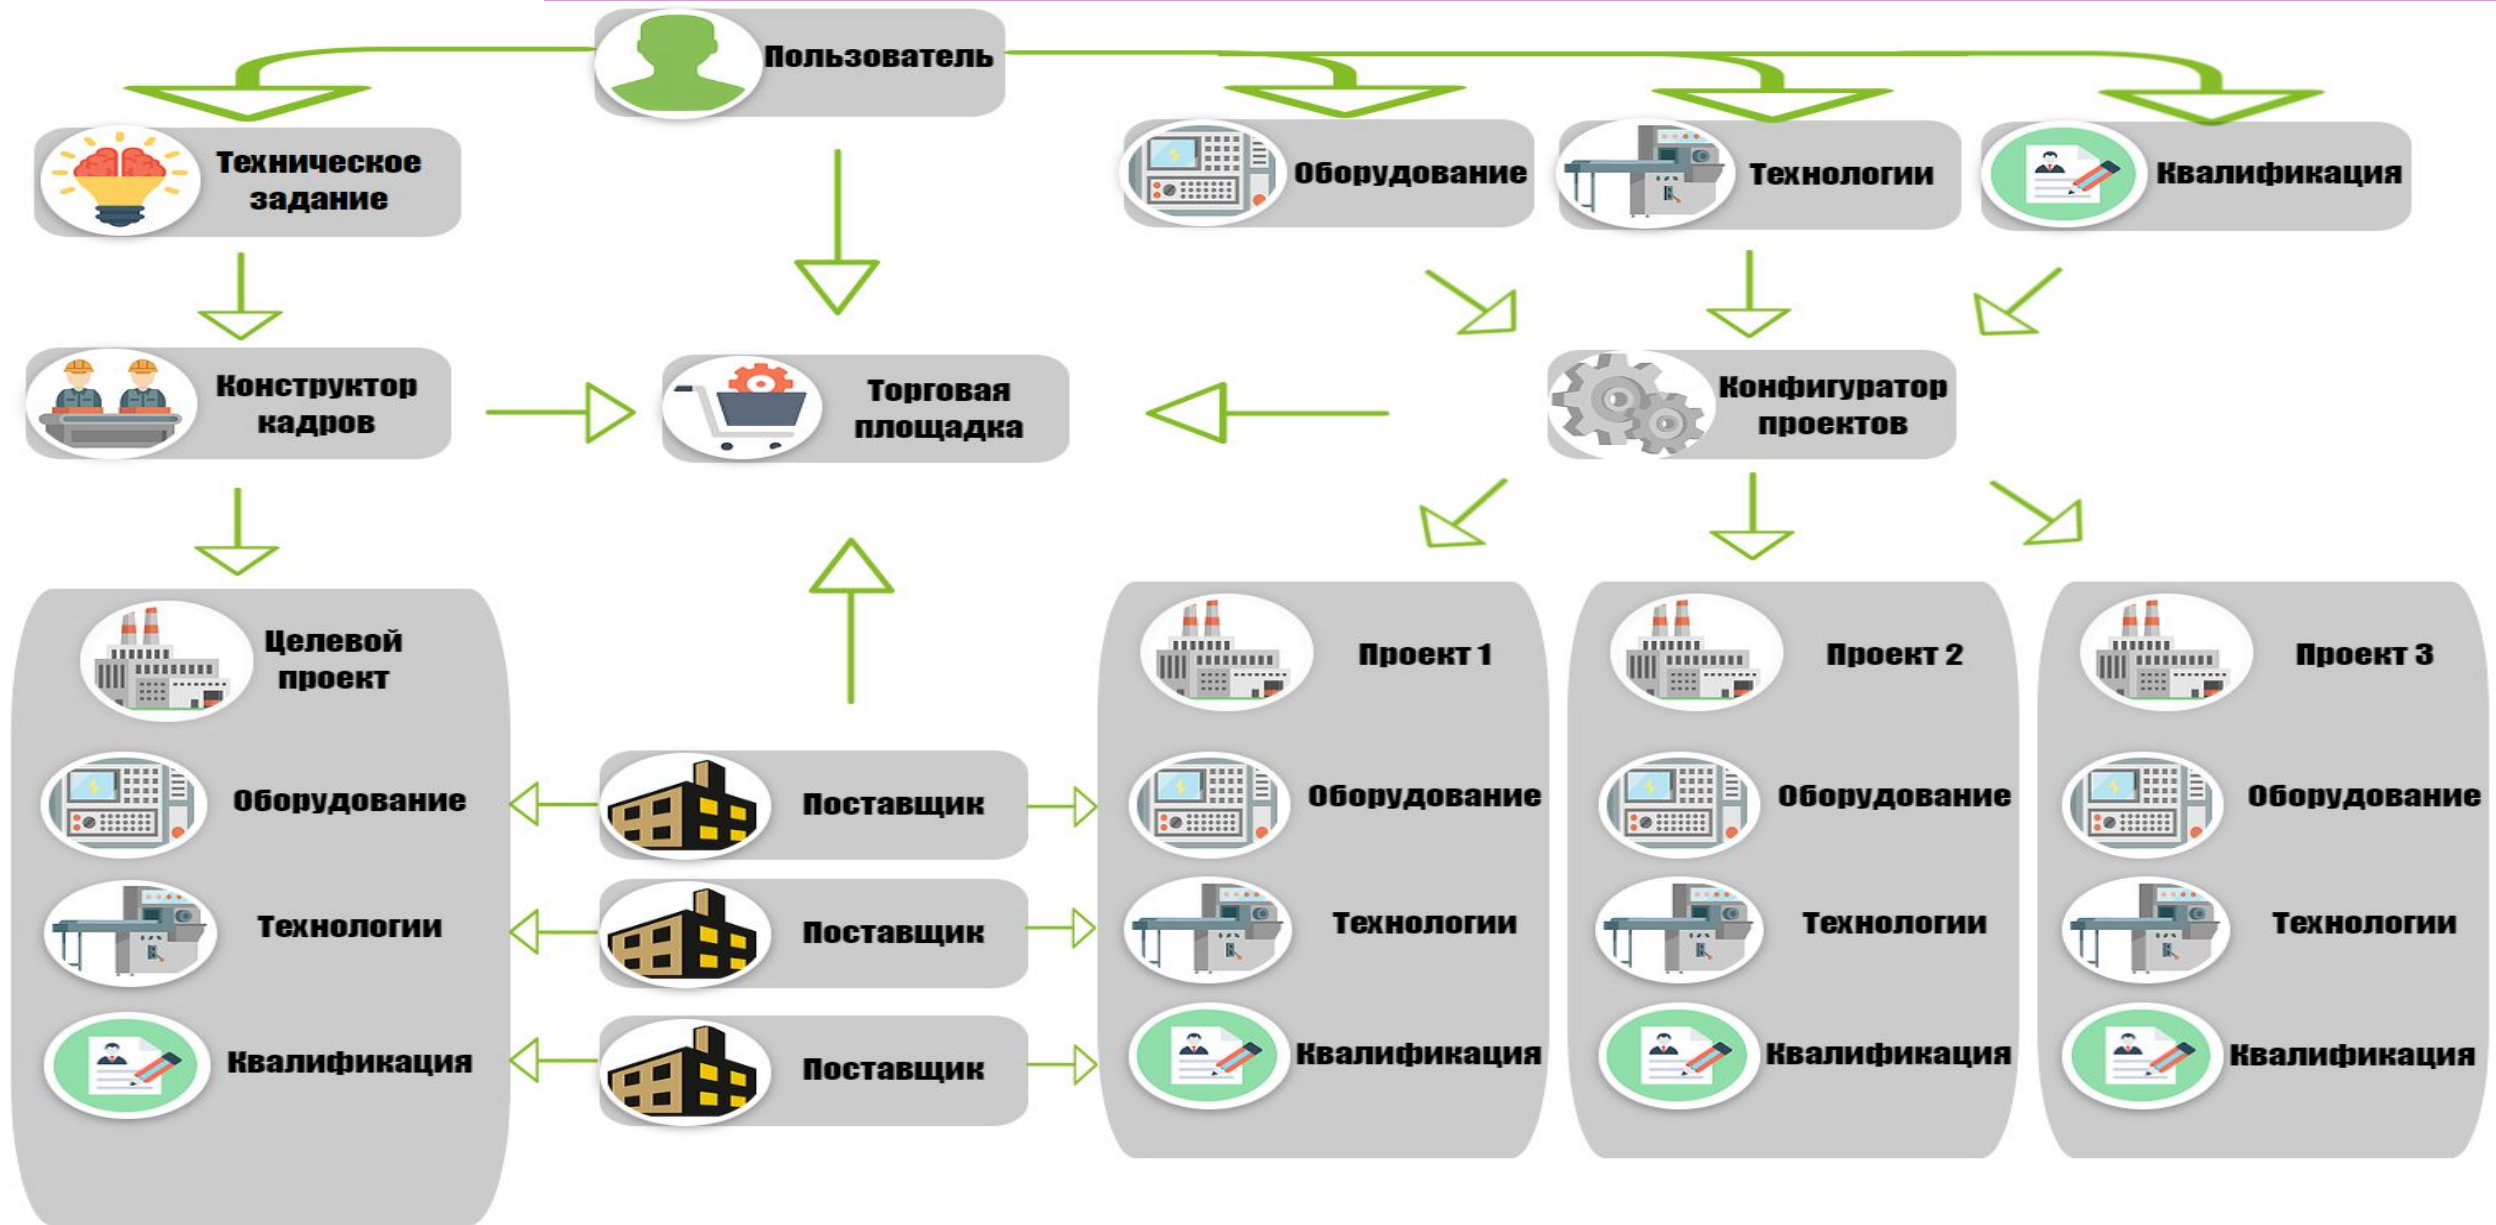 Пользователь
Техническое
задание
Оборудование
Технологии
Квалификация
Конструктор
кадров
Торговая
площадка
Конфигуратор
проектов
Целевой
проект
Оборудование
Технологии
Квалификация
Поставщик
Поставщик
Поставщик
Проект 1
Оборудование
Технологии
Квалификация
Проект 2
Оборудование
Технологии
Квалификация
Проект 3
Оборудование
Технологии
Квалификация